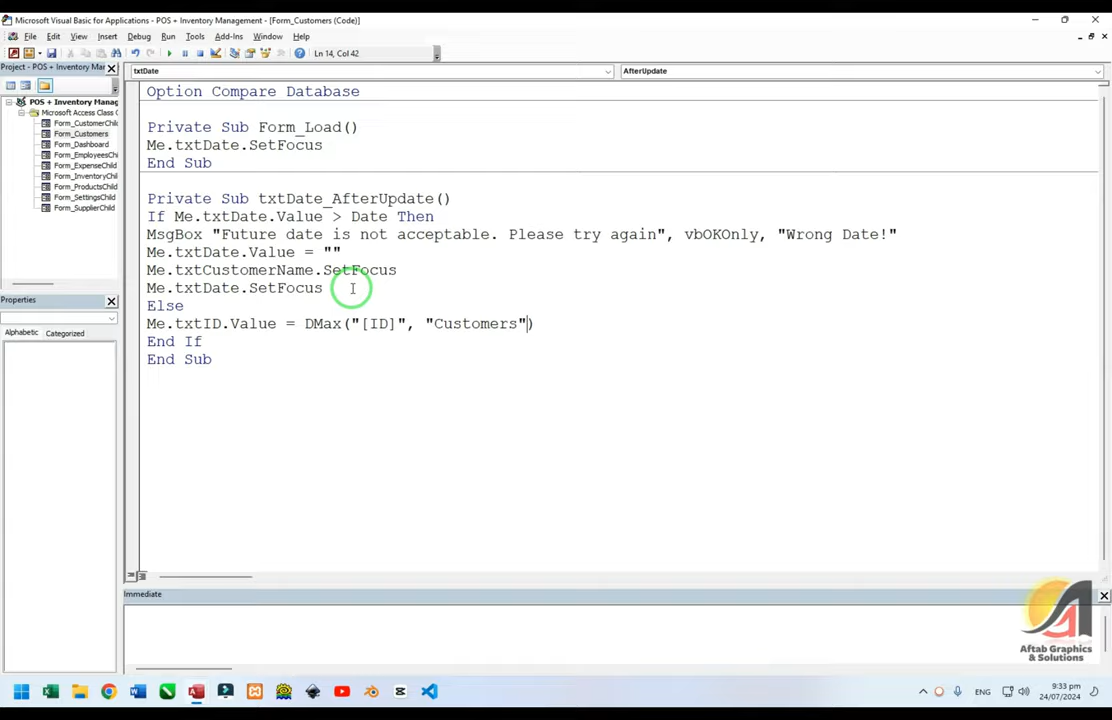 Microsoft Visual Basic for Applications - POS + Inventory Management - [Form_Customers (Code)]
File Edit View Insert Debug Run Tools Add-Ins Window Help
Ln 14, Col 42
Project - POS + Inventory Mar
txtDate AfterUpdate
POS + Inventory Manag
Microsoft Access Class C
Form_CustomerChil
Form_Customers
Form_Dashboard
Form_EmployeesChi
Form_ExpenseChild
Form_InventoryChi
Form_ProductsChild
Form_SettingsChild
Form_SupplierChild
Option Compare Database
Private Sub Form_Load()
Me.txtDate.SetFocus
End Sub
Private Sub txtDate_AfterUpdate()
If Me.txtDate.Value > Date Then
MsgBox "Future date is not acceptable. Please try again", vbOKOnly, "Wrong Date!"
Me.txtDate.Value = ""
Me.txtCustomerName.SetFocus
Me.txtDate.SetFocus
Else
Me.txtID.Value = DMax("[ID]", "Customers")
End If
End Sub
Properties
Alphabetic Categorized
Immediate
Aftab Graphics
& Solutions
ENG
9:33 pm
24/07/2024